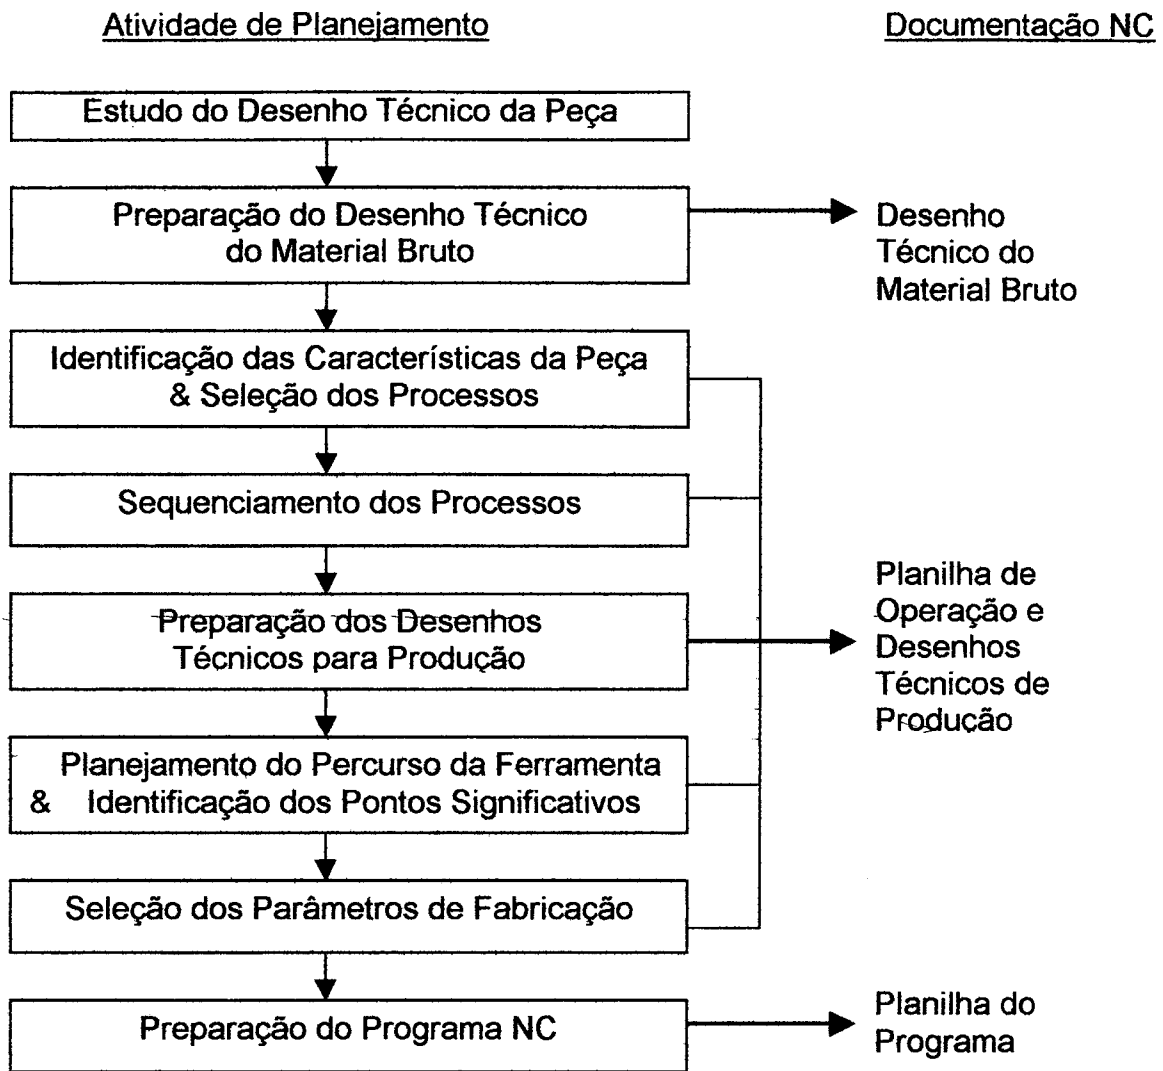 Atividade de Planejamento
Documentação NC
Estudo do Desenho Técnico da Peça
Preparação do Desenho Técnico
do Material Bruto
Desenho
Técnico do
Material Bruto
Identificação das Características da Peça
& Seleção dos Processos
Sequenciamento dos Processos
Preparação dos Desenhos
Técnicos para Produção
Planilha de
Operação e
Desenhos
Técnicos de
Produção
Planejamento do Percurso da Ferramenta
& Identificação dos Pontos Significativos
Seleção dos Parâmetros de Fabricação
Preparação do Programa NC
Planilha do
Programa